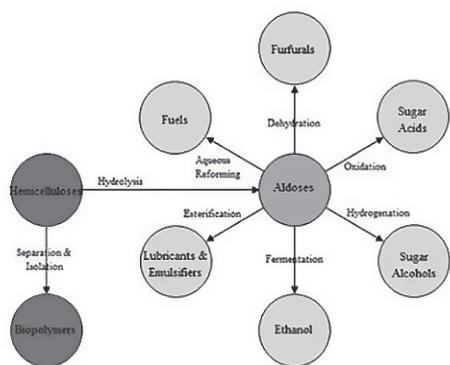 Furfurals
Fuels
Sugar
Acids
Dehydration
Aqueous
Reforming
Oxidation
Hemicelluloses
Hydrolysis
Aldoses
Esterification
Hydrogenation
Separation &
Isolation
Lubricants &
Emulsifiers
Fermentation
Sugar
Alcohols
Biopolymers
Ethanol